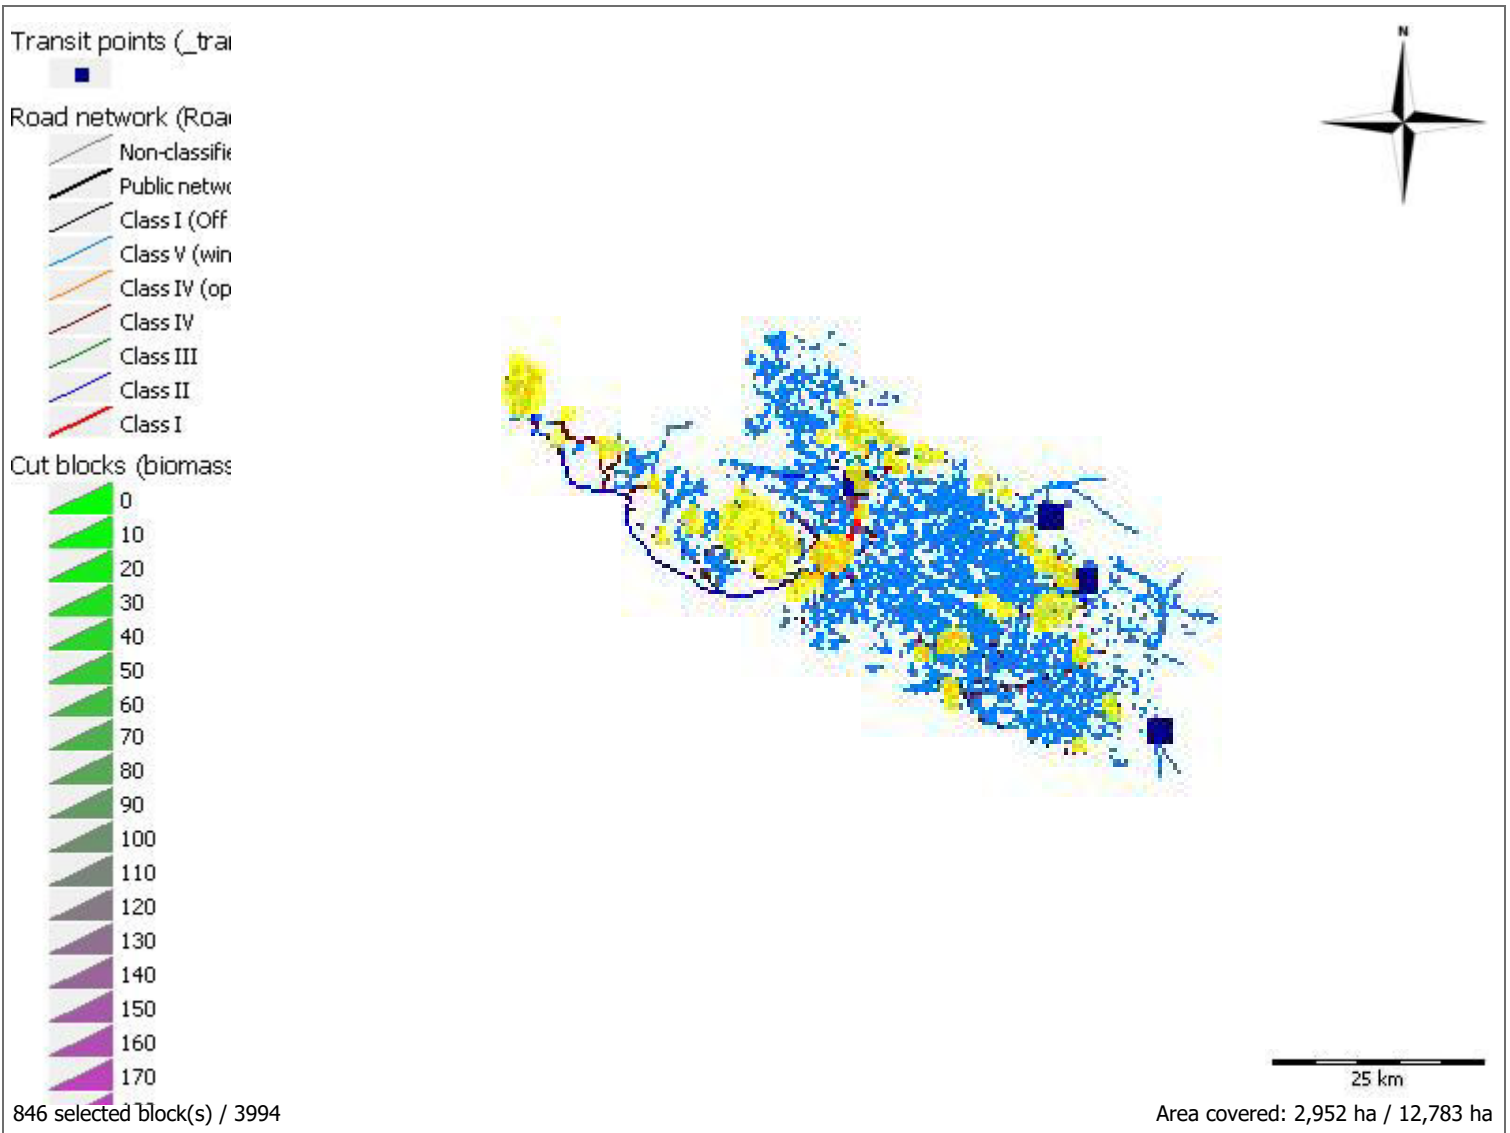 Transit points (_tra
N
Road network (Roa
Non-classifie
Public netwo
Class I (Off
Class V (win
Class IV (op
Class IV
Class III
Class II
Class I
Cut blocks (biomass
0
10
20
30
40
50
60
70
80
90
100
110
120
130
140
150
160
170
25 km
846 selected block(s) / 3994
Area covered: 2,952 ha / 12,783 ha